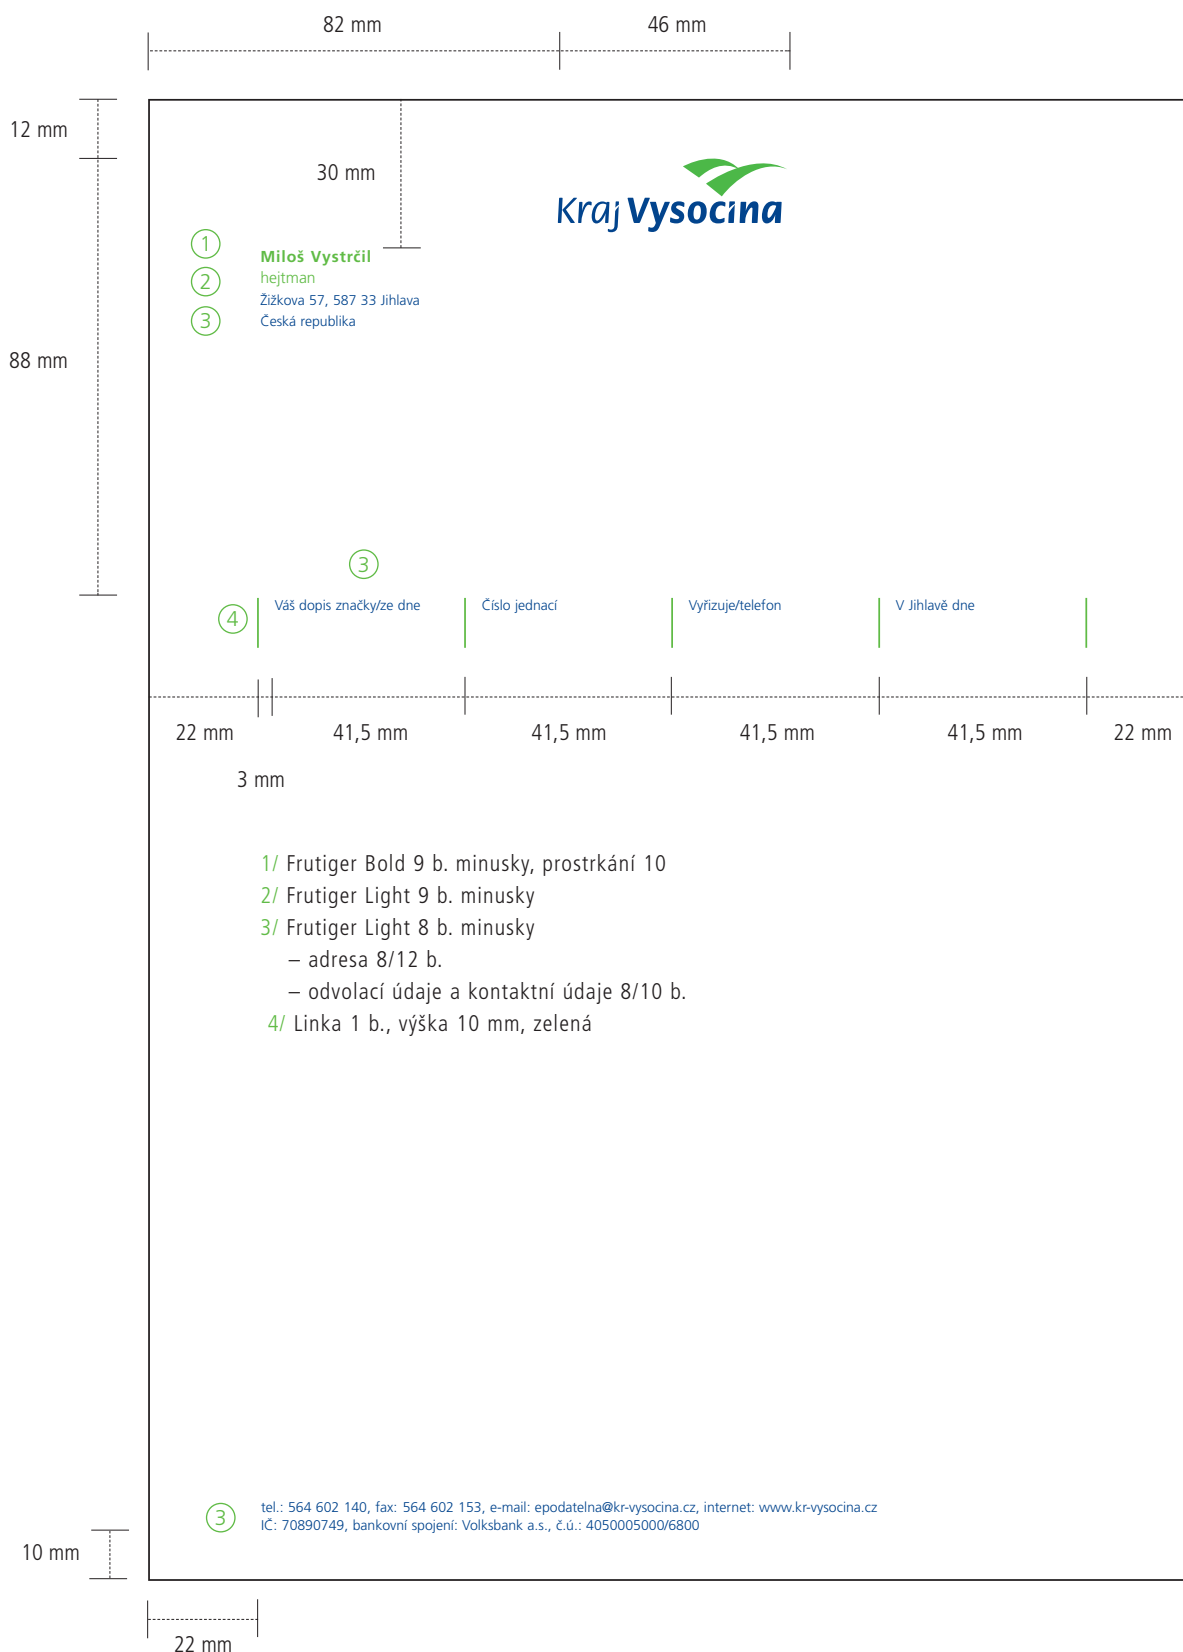 82 mm
46 mm
12 mm
30 mm
Kraj Vysočina
1
Miloš Vystrčil
2
hejtman
Žižkova 57, 587 33 Jihlava
3
Česká republika
88 mm
3
4
Váš dopis značky/ze dne
Číslo jednací
Vyřizuje/telefon
V Jihlavě dne
22 mm
41,5 mm
41,5 mm
41,5 mm
41,5 mm
22 mm
3 mm
1/ Frutiger Bold 9 b. minusky, prostrkání 10
2/ Frutiger Light 9 b. minusky
3/ Frutiger Light 8 b. minusky
– adresa 8/12 b.
– odvolací údaje a kontaktní údaje 8/10 b.
4/ Linka 1 b., výška 10 mm, zelená
3
tel.: 564 602 140, fax: 564 602 153, e-mail: epodatelna@kr-vysocina.cz, internet: www.kr-vysocina.cz
IČ: 70890749, bankovní spojení: Volksbank a.s., č.ú.: 4050005000/6800
10 mm
22 mm